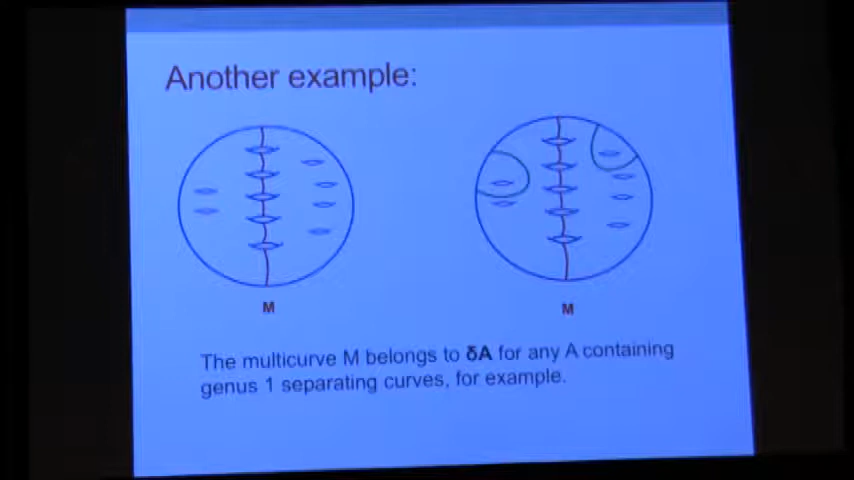 Another example:
M
M
The multicurve M belongs to δA for any A containing
genus 1 separating curves, for example.